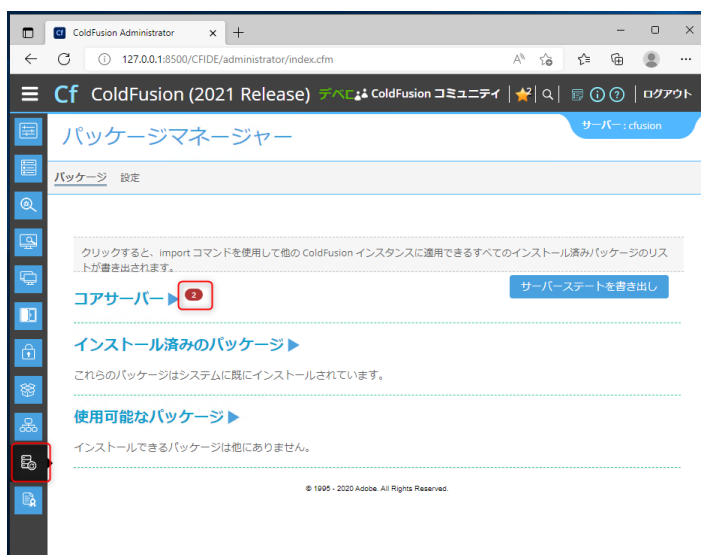 ColdFusion Administrator
127.0.0.1:8500/CFIDE/administrator/index.cfm
Cf ColdFusion (2021 Release) デベロ ColdFusion コミュニティ ログアウト
パッケージマネージャー
サーバー : cfusion
パッケージ 設定
クリックすると、import コマンドを使用して他の ColdFusion インスタンスに適用できるすべてのインストール済みパッケージのリス
トが書き出されます。
サーバーステートを書き出し
コアサーバー 2
インストール済みのパッケージ
これらのパッケージはシステムに既にインストールされています。
使用可能なパッケージ
インストールできるパッケージは他にありません。
© 1995 - 2020 Adobe. All Rights Reserved.